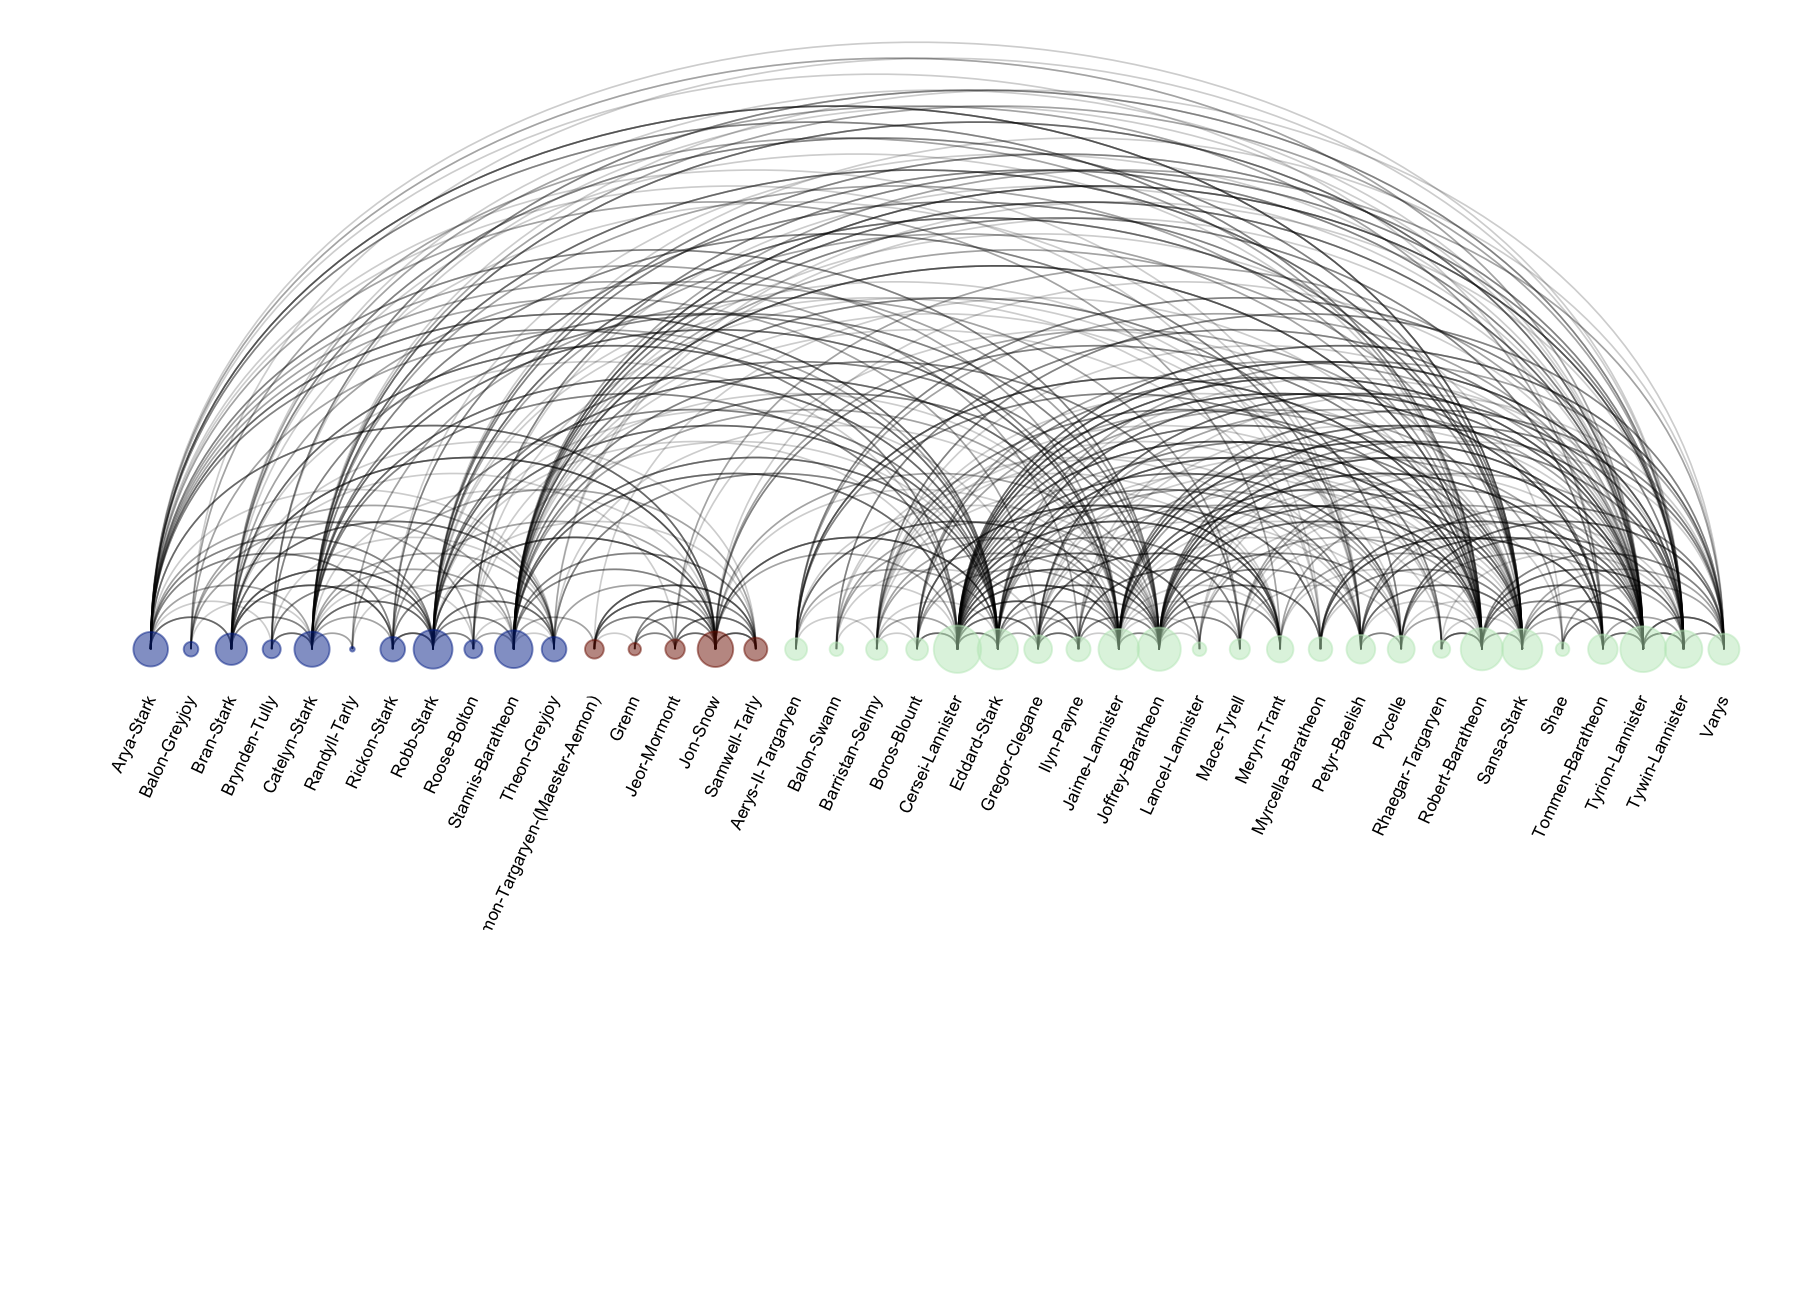 Arya-Stark
Balon-Greyjoy
Bran-Stark
Brynden-Tully
Catelyn-Stark
Randyll-Tarly
Rickon-Stark
Robb-Stark
Roose-Bolton
Stannis-Baratheon
Theon-Greyjoy
mon-Targaryen-(Maester-Aemon)
Grenn
Jeor-Mormont
Jon-Snow
Samwell-Tarly
Aerys-II-Targaryen
Balon-Swann
Barristan-Selmy
Boros-Blount
Cersei-Lannister
Eddard-Stark
Gregor-Clegane
Ilyn-Payne
Jaime-Lannister
Joffrey-Baratheon
Lancel-Lannister
Mace-Tyrell
Meryn-Trant
Myrcella-Baratheon
Petyr-Baelish
Pycelle
Rhaegar-Targaryen
Robert-Baratheon
Sansa-Stark
Shae
Tommen-Baratheon
Tyrion-Lannister
Tywin-Lannister
Varys